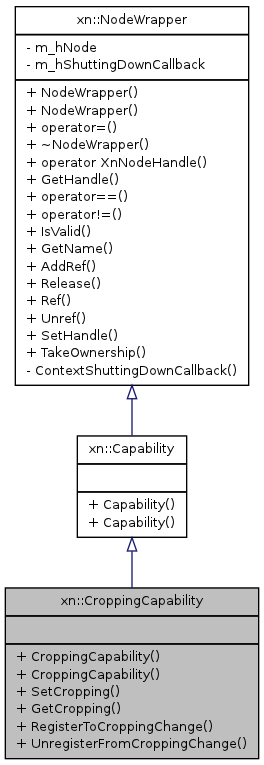 xn::NodeWrapper
- m_hNode
- m_hShuttingDownCallback
+ NodeWrapper()
+ NodeWrapper()
+ operator=()
+ ~NodeWrapper()
+ operator XnNodeHandle()
+ GetHandle()
+ operator==()
+ operator!=()
+ IsValid()
+ GetName()
+ AddRef()
+ Release()
+ Ref()
+ Unref()
+ SetHandle()
+ TakeOwnership()
- ContextShuttingDownCallback()
xn::Capability
+ Capability()
+ Capability()
xn::CroppingCapability
+ CroppingCapability()
+ CroppingCapability()
+ SetCropping()
+ GetCropping()
+ RegisterToCroppingChange()
+ UnregisterFromCroppingChange()